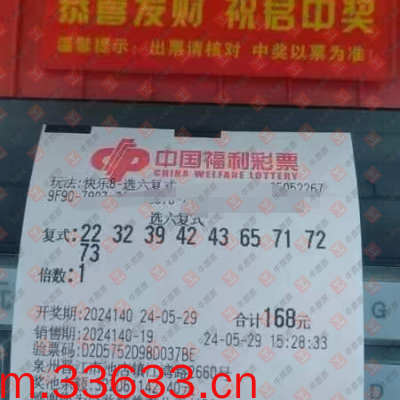 恭喜发财 祝君中奖
温馨提示：出票请核对 中奖以票为准！
中国福利彩票
CHINA WELFARE LOTTERY
玩法:快乐8-选六复式
选六复式
复式:22 32 39 42 43 65 71 72
73
倍数:1
开奖期:2024140 24-05-29 合计168元
销售期:2024140-19 24-05-29 15:28:33
验票码:D2D5752D98D037BE
泉州
m.33633.cn
G